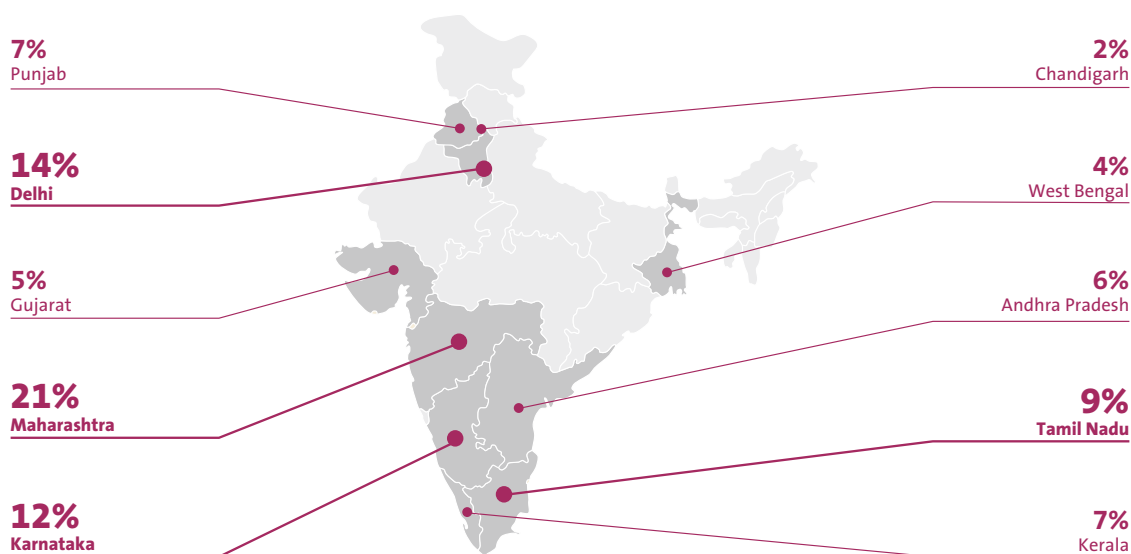 7%
Punjab
14%
Delhi
5%
Gujarat
21%
Maharashtra
12%
Karnataka
2%
Chandigarh
4%
West Bengal
6%
Andhra Pradesh
9%
Tamil Nadu
7%
Kerala